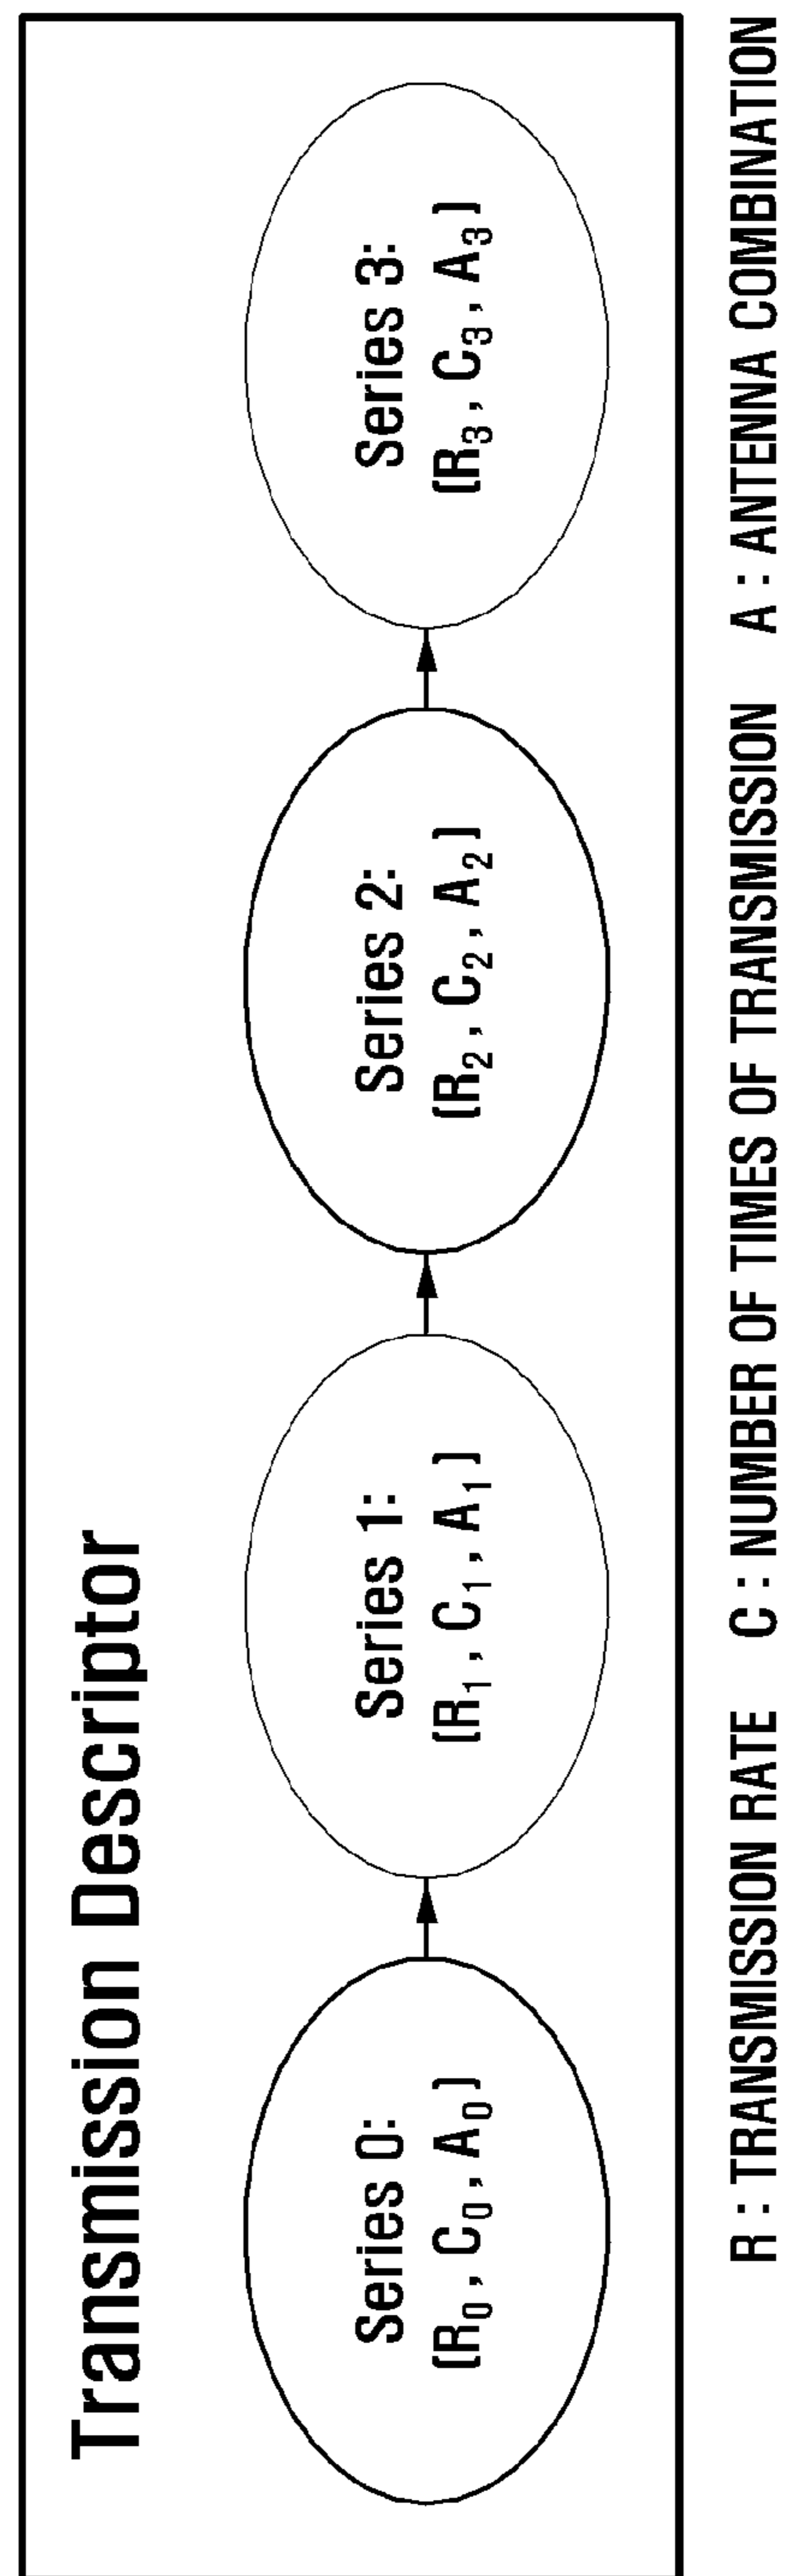 Transmission Descriptor
Series 0:
(R₀, C₀, A₀)
Series 1:
(R₁, C₁, A₁)
Series 2:
(R₂, C₂, A₂)
Series 3:
(R₃, C₃, A₃)
R : TRANSMISSION RATE C : NUMBER OF TIMES OF TRANSMISSION A : ANTENNA COMBINATION